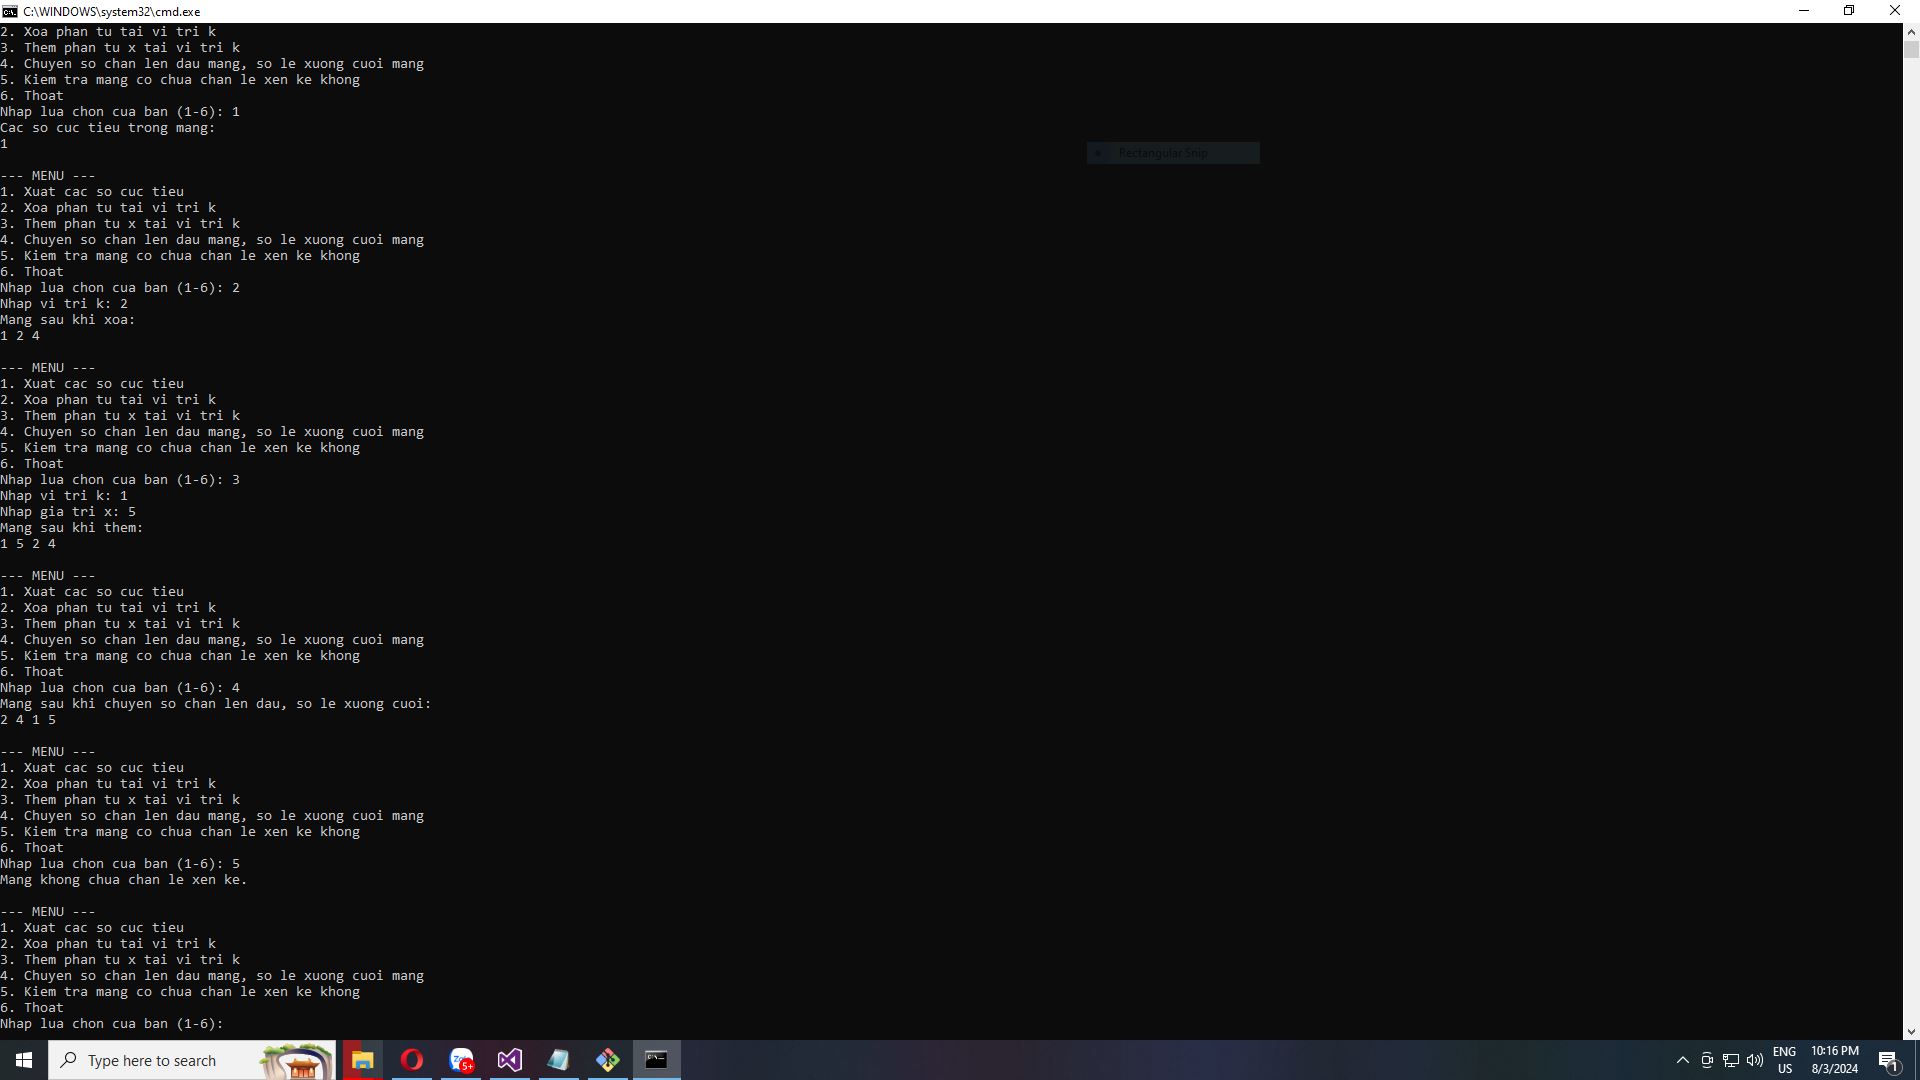 C:\WINDOWS\system32\cmd.exe
2. Xoa phan tu tai vi tri k
3. Them phan tu x tai vi tri k
4. Chuyen so chan len dau mang, so le xuong cuoi mang
5. Kiem tra mang co chua chan le xen ke khong
6. Thoat
Nhap lua chon cua ban (1-6): 1
Cac so cuc tieu trong mang:
1
Rectangular Snip
--- MENU ---
1. Xuat cac so cuc tieu
2. Xoa phan tu tai vi tri k
3. Them phan tu x tai vi tri k
4. Chuyen so chan len dau mang, so le xuong cuoi mang
5. Kiem tra mang co chua chan le xen ke khong
6. Thoat
Nhap lua chon cua ban (1-6): 2
Nhap vi tri k: 2
Mang sau khi xoa:
1 2 4
--- MENU ---
1. Xuat cac so cuc tieu
2. Xoa phan tu tai vi tri k
3. Them phan tu x tai vi tri k
4. Chuyen so chan len dau mang, so le xuong cuoi mang
5. Kiem tra mang co chua chan le xen ke khong
6. Thoat
Nhap lua chon cua ban (1-6): 3
Nhap vi tri k: 1
Nhap gia tri x: 5
Mang sau khi them:
1 5 2 4
--- MENU ---
1. Xuat cac so cuc tieu
2. Xoa phan tu tai vi tri k
3. Them phan tu x tai vi tri k
4. Chuyen so chan len dau mang, so le xuong cuoi mang
5. Kiem tra mang co chua chan le xen ke khong
6. Thoat
Nhap lua chon cua ban (1-6): 4
Mang sau khi chuyen so chan len dau, so le xuong cuoi:
2 4 1 5
--- MENU ---
1. Xuat cac so cuc tieu
2. Xoa phan tu tai vi tri k
3. Them phan tu x tai vi tri k
4. Chuyen so chan len dau mang, so le xuong cuoi mang
5. Kiem tra mang co chua chan le xen ke khong
6. Thoat
Nhap lua chon cua ban (1-6): 5
Mang khong chua chan le xen ke.
--- MENU ---
1. Xuat cac so cuc tieu
2. Xoa phan tu tai vi tri k
3. Them phan tu x tai vi tri k
4. Chuyen so chan len dau mang, so le xuong cuoi mang
5. Kiem tra mang co chua chan le xen ke khong
6. Thoat
Nhap lua chon cua ban (1-6):
Type here to search
5+
ENG
US
10:16 PM
8/3/2024
1